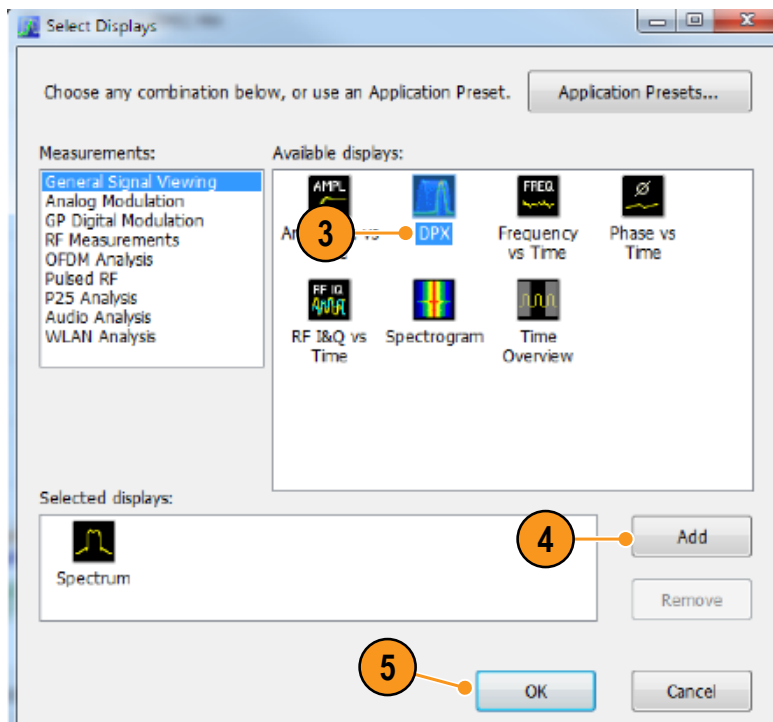 Select Displays
Choose any combination below, or use an Application Preset.
Application Presets...
Measurements:
General Signal Viewing
Analog Modulation
GP Digital Modulation
RF Measurements
OFDM Analysis
Pulsed RF
P25 Analysis
Audio Analysis
WLAN Analysis
Available displays:
AMPL
vs
3
DPX
FREQ
Frequency
vs Time
Ø
Phase vs
Time
RF IQ
RF I&Q vs
Time
Spectrogram
Time
Overview
Selected displays:
Spectrum
4
Add
Remove
5
OK
Cancel